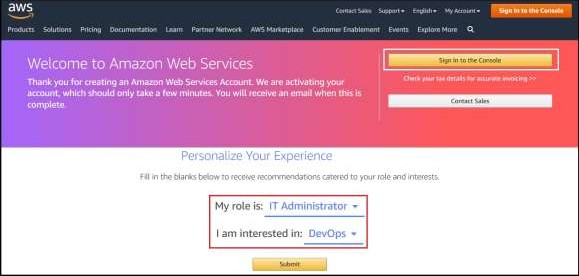 aws
Contact Sales Support English My Account Sign In to the Console
Products Solutions Pricing Documentation Learn Partner Network AWS Marketplace Customer Enablement Events Explore More
Welcome to Amazon Web Services
Thank you for creating an Amazon Web Services Account. We are activating your
account, which should only take a few minutes. You will receive an email when this is
complete.
Sign In to the Console
Check your tax details for accurate invoicing >>
Contact Sales
Personalize Your Experience
Fill in the blanks below to receive recommendations catered to your role and interests.
My role is: IT Administrator
I am interested in: DevOps
Submit